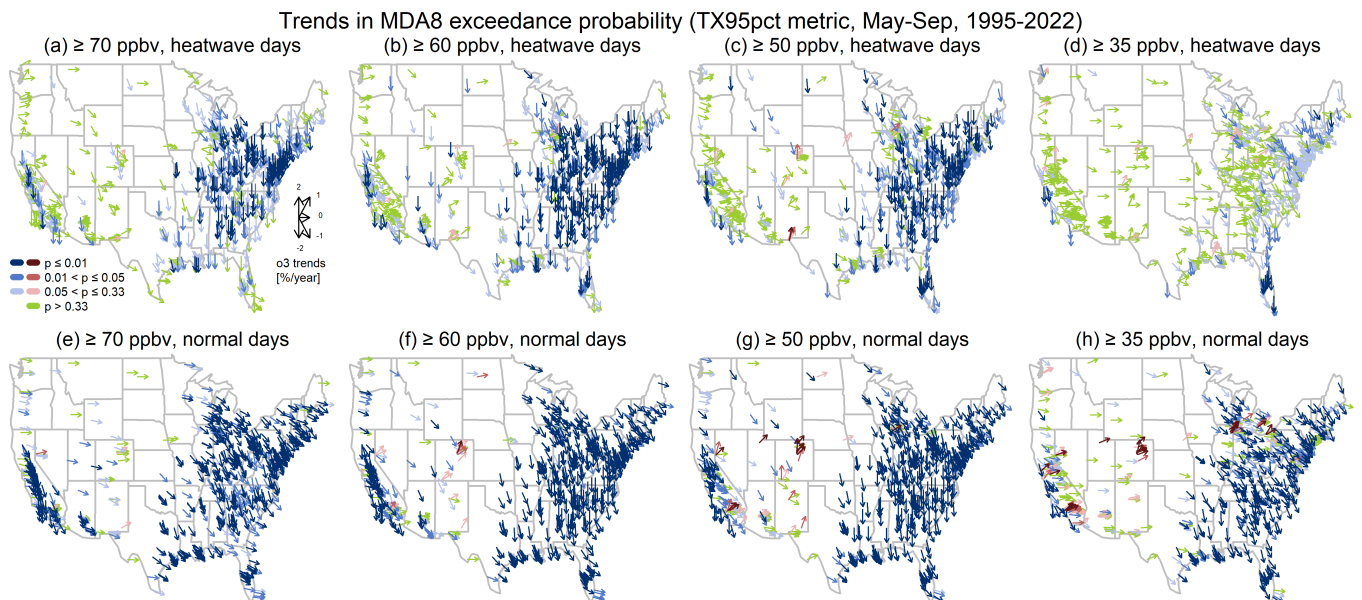 Trends in MDA8 exceedance probability (TX95pct metric, May-Sep, 1995-2022)
(a) ≥ 70 ppbv, heatwave days
(b) ≥ 60 ppbv, heatwave days
(c) ≥ 50 ppbv, heatwave days
(d) ≥ 35 ppbv, heatwave days
2
1
0
-1
-2
o3 trends
[%/year]
p ≤ 0.01
0.01 < p ≤ 0.05
0.05 < p ≤ 0.33
p > 0.33
(e) ≥ 70 ppbv, normal days
(f) ≥ 60 ppbv, normal days
(g) ≥ 50 ppbv, normal days
(h) ≥ 35 ppbv, normal days